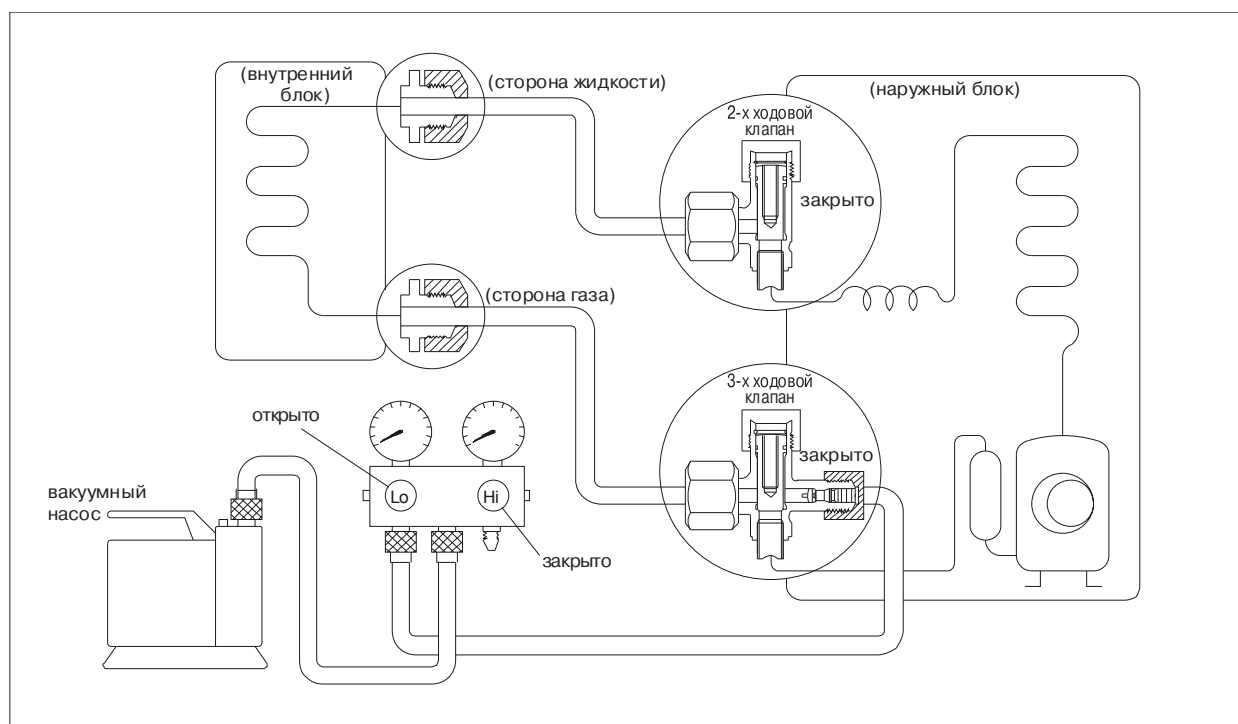 (внутренний
блок)
(сторона жидкости)
(наружный блок)
2-х ходовой
клапан
закрыто
(сторона газа)
3-х ходовой
клапан
закрыто
открыто
Lo
Hi
вакуумный
насос
закрыто